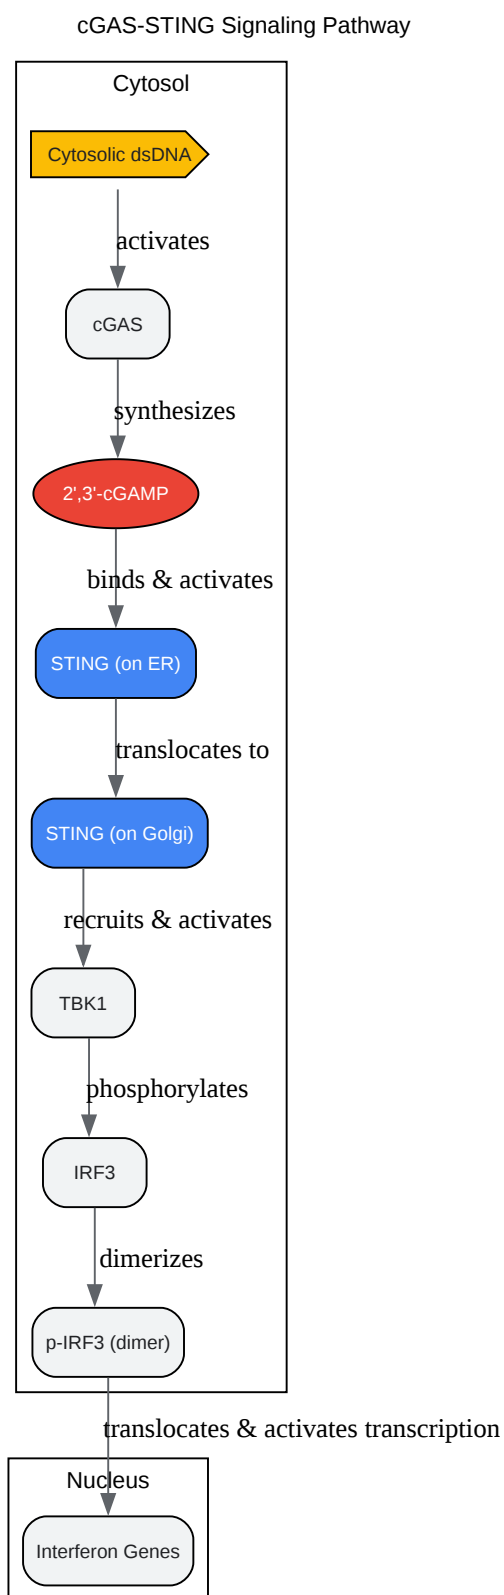 cGAS-STING Signaling Pathway
Cytosol
Cytosolic dsDNA
activates
cGAS
synthesizes
2',3'-cGAMP
binds & activates
STING (on ER)
translocates to
STING (on Golgi)
recruits & activates
TBK1
phosphorylates
IRF3
dimerizes
p-IRF3 (dimer)
translocates & activates transcription
Nucleus
Interferon Genes